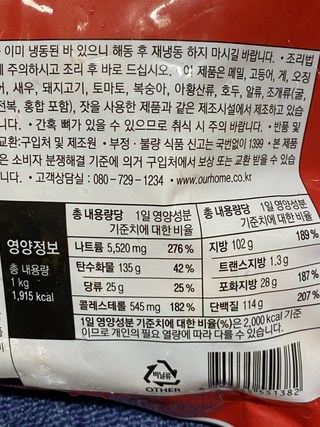 이미 냉동된 바 있으니 해동 후 재냉동 하지 마시길 바랍니다. • 조리법
주의하시고 조리 후 바로 드십시오. 이 제품은 메밀, 고등어, 게, 오징
어, 새우, 돼지고기, 토마토, 복숭아, 아황산류, 호두, 알류, 조개류(굴,
전복, 홍합 포함), 잣을 사용한 제품과 같은 제조시설에서 제조하고 있습
니다. • 간혹 뼈가 있을 수 있으므로 취식 시 주의 바랍니다. • 반품 및
교환:구입처 및 제조원 • 부정·불량 식품 신고는 국번없이 1399 • 본 제품
은 소비자 분쟁해결 기준에 의거 구입처에서 보상 또는 교환 받을 수 있습
니다. • 고객상담실 : 080-729-1234 • www.ourhome.co.kr
영양정보
총 내용량
1 kg
1,915 kcal
총 내용량당 1일 영양성분
기준치에 대한 비율
나트륨 5,520 mg 276 %
탄수화물 135 g 42 %
당류 25 g 25 %
콜레스테롤 545 mg 182 %
총 내용량당 1일 영양성분
기준치에 대한 비율
지방 102 g 189 %
트랜스지방 1.3 g
포화지방 28 g 187 %
단백질 114 g 207 %
1일 영양성분 기준치에 대한 비율(%)은 2,000 kcal 기준
이므로 개인의 필요 열량에 따라 다를 수 있습니다.
비닐류
OTHER
551382